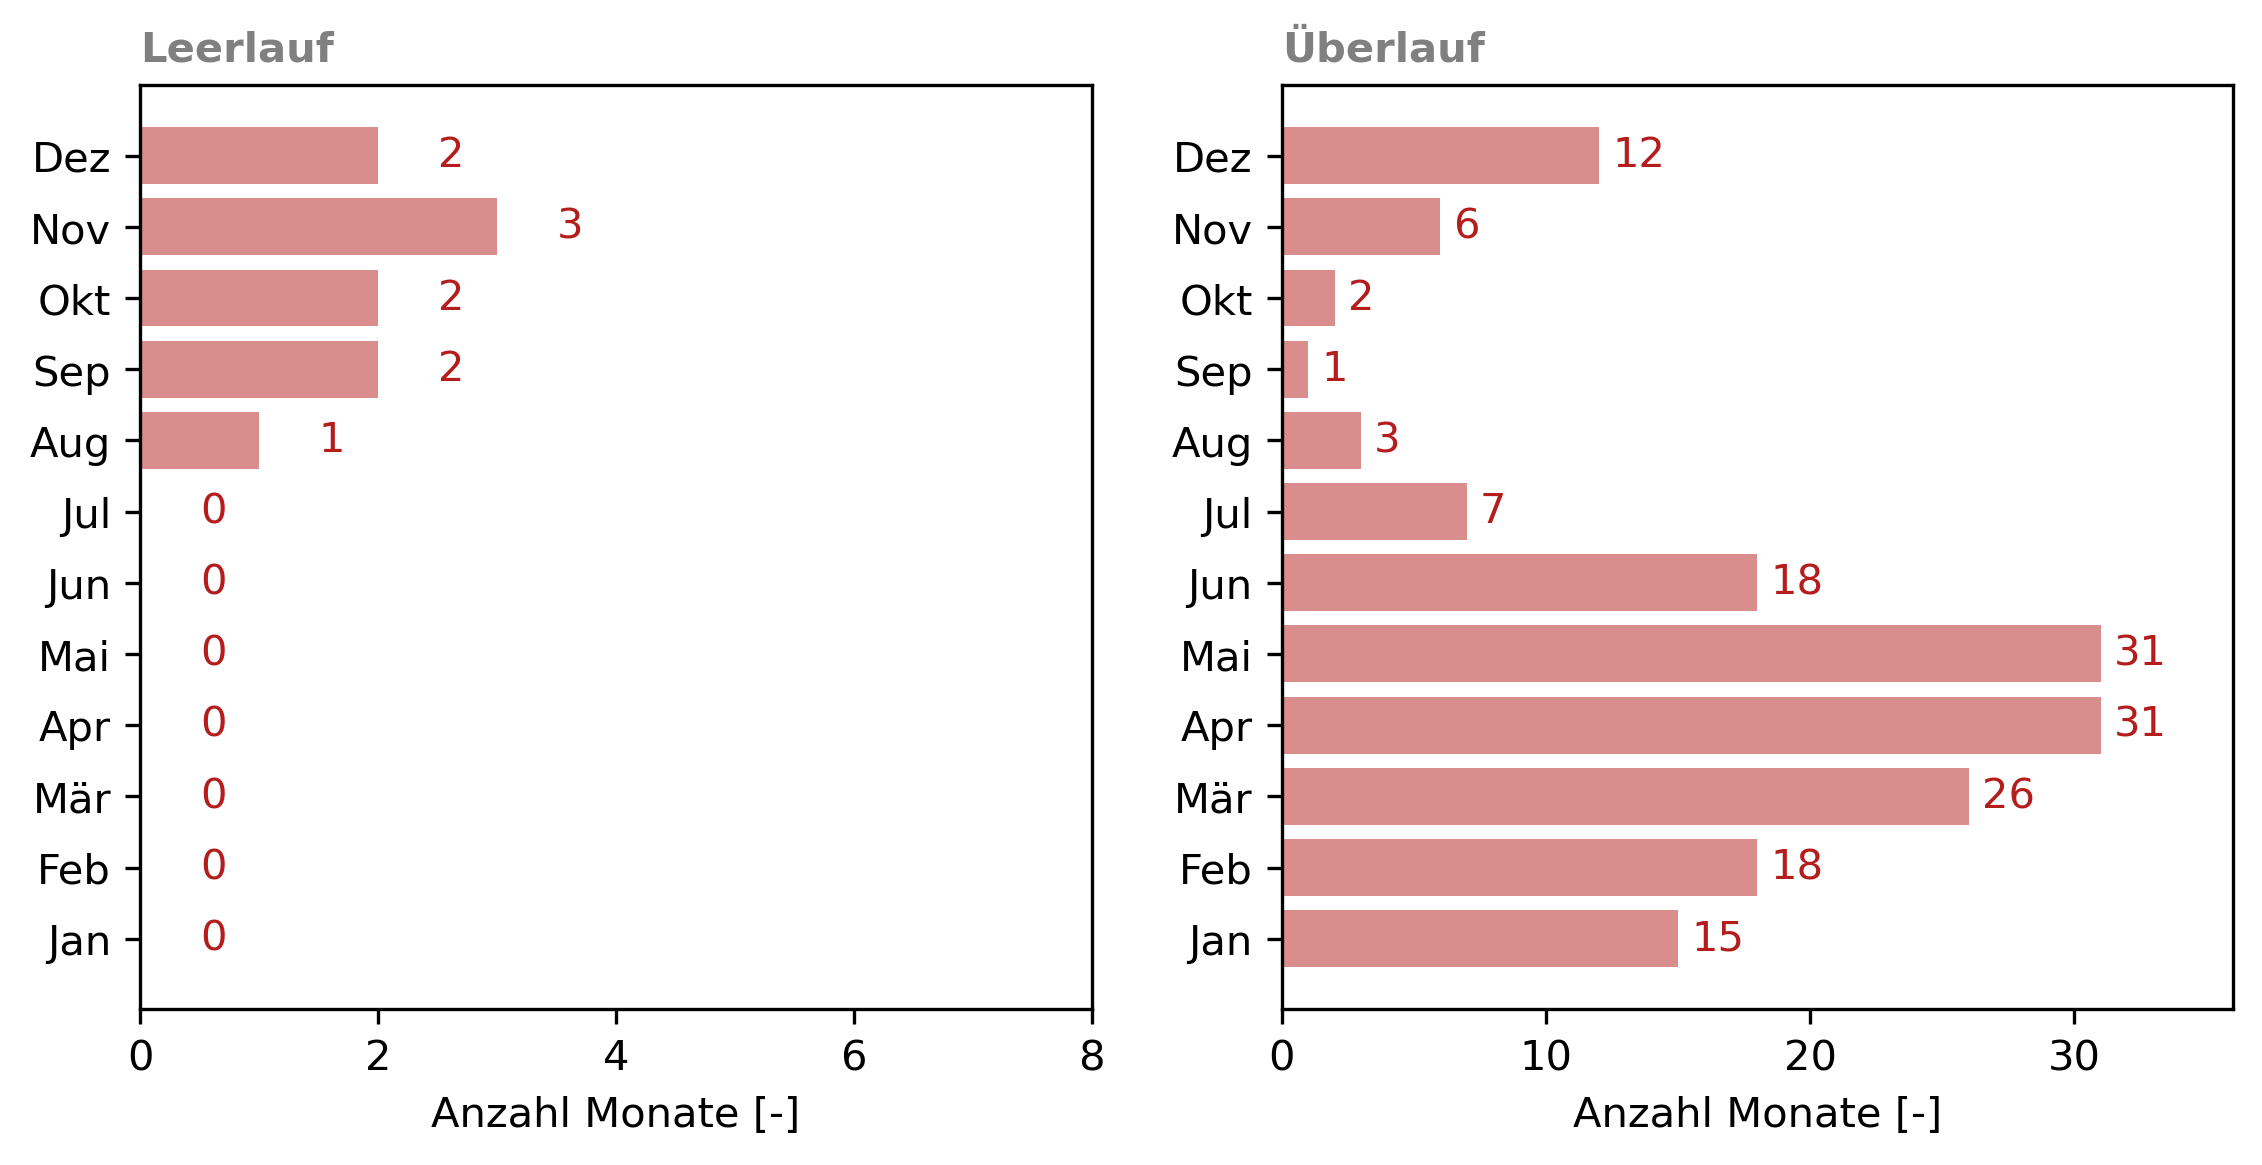 Leerlauf
Dez 2
Nov 3
Okt 2
Sep 2
Aug 1
Jul 0
Jun 0
Mai 0
Apr 0
Mär 0
Feb 0
Jan 0
0 2 4 6 8
Anzahl Monate [-]
Überlauf
Dez 12
Nov 6
Okt 2
Sep 1
Aug 3
Jul 7
Jun 18
Mai 31
Apr 31
Mär 26
Feb 18
Jan 15
0 10 20 30
Anzahl Monate [-]